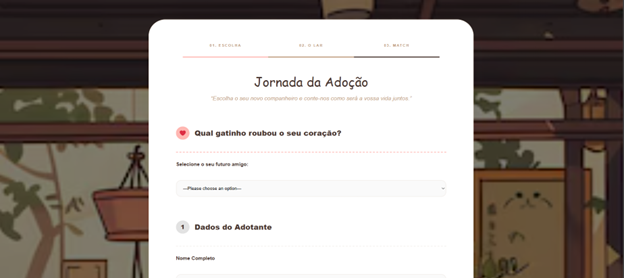 01. ESCOLHA
02. O LAR
03. MATCH
Jornada da Adoção
"Escolha o seu novo companheiro e conte-nos como será a vossa vida juntos."
Qual gatinho roubou o seu coração?
Selecione o seu futuro amigo:
—Please choose an option—
1 Dados do Adotante
Nome Completo